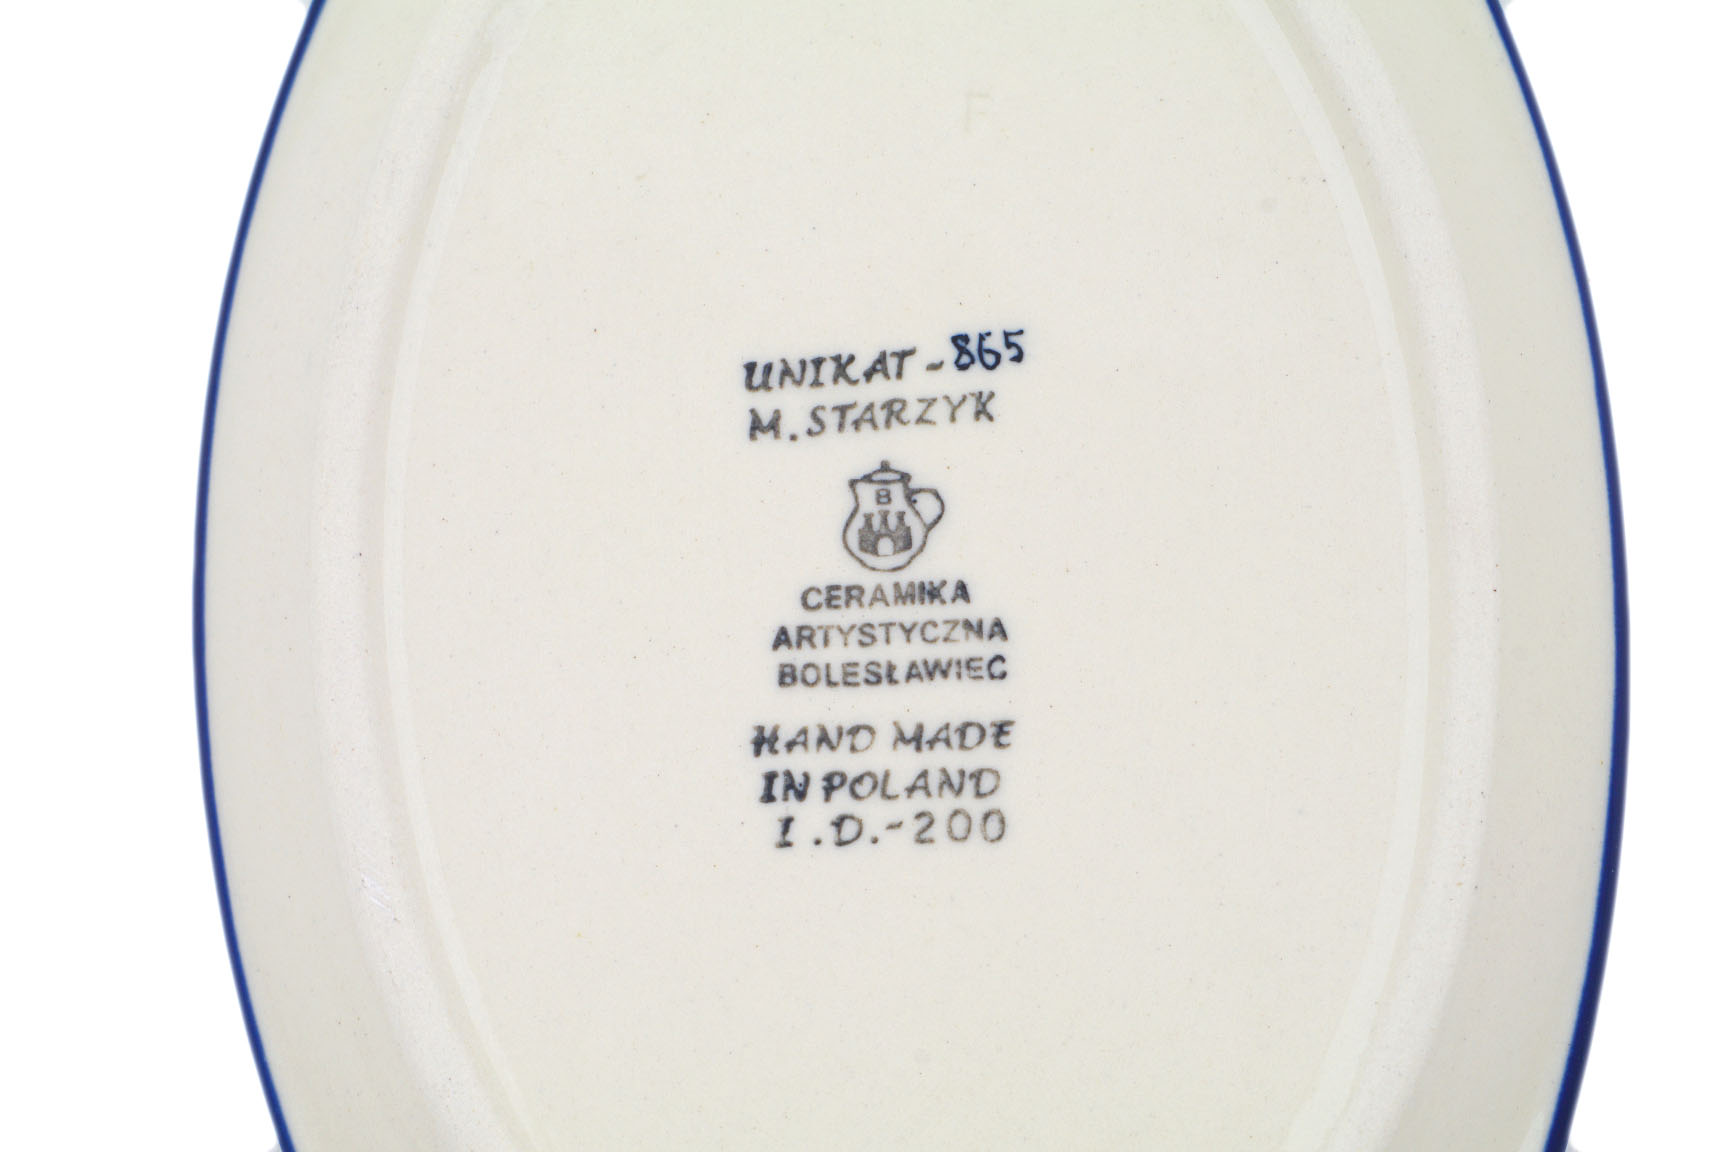 F
UNIKAT-865
M. STARZYK
B
CERAMIKA
ARTYSTYCZNA
BOLESŁAWIEC
HAND MADE
IN POLAND
I.D.-200